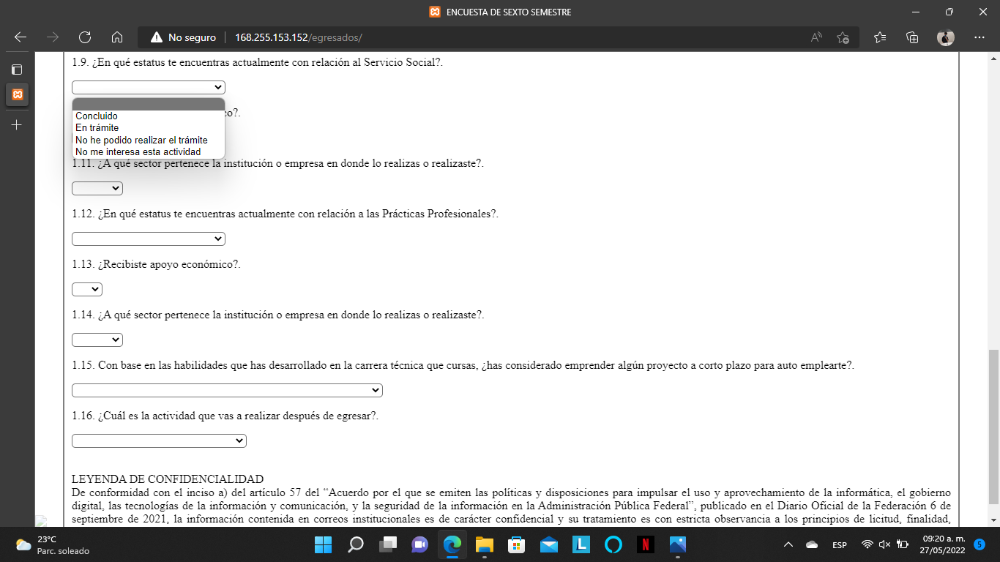 ENCUESTA DE SEXTO SEMESTRE
No seguro
168.255.153.152/egresados/
1.9. ¿En qué estatus te encuentras actualmente con relación al Servicio Social?.
co?.
Concluido
En trámite
No he podido realizar el trámite
No me interesa esta actividad
1.11. ¿A qué sector pertenece la institución o empresa en donde lo realizas o realizaste?.
1.12. ¿En qué estatus te encuentras actualmente con relación a las Prácticas Profesionales?.
1.13. ¿Recibiste apoyo económico?.
1.14. ¿A qué sector pertenece la institución o empresa en donde lo realizas o realizaste?.
1.15. Con base en las habilidades que has desarrollado en la carrera técnica que cursas, ¿has considerado emprender algún proyecto a corto plazo para auto emplearte?.
1.16. ¿Cuál es la actividad que vas a realizar después de egresar?.
LEYENDA DE CONFIDENCIALIDAD
De conformidad con el inciso a) del artículo 57 del “Acuerdo por el que se emiten las políticas y disposiciones para impulsar el uso y aprovechamiento de la informática, el gobierno
digital, las tecnologías de la información y comunicación, y la seguridad de la información en la Administración Pública Federal”, publicado en el Diario Oficial de la Federación 6 de
septiembre de 2021, la información contenida en correos institucionales es de carácter confidencial y su tratamiento es con estricta observancia a los principios de licitud, finalidad,
23°C
Parc. soleado
L
N
ESP
09:20 a. m.
27/05/2022
5